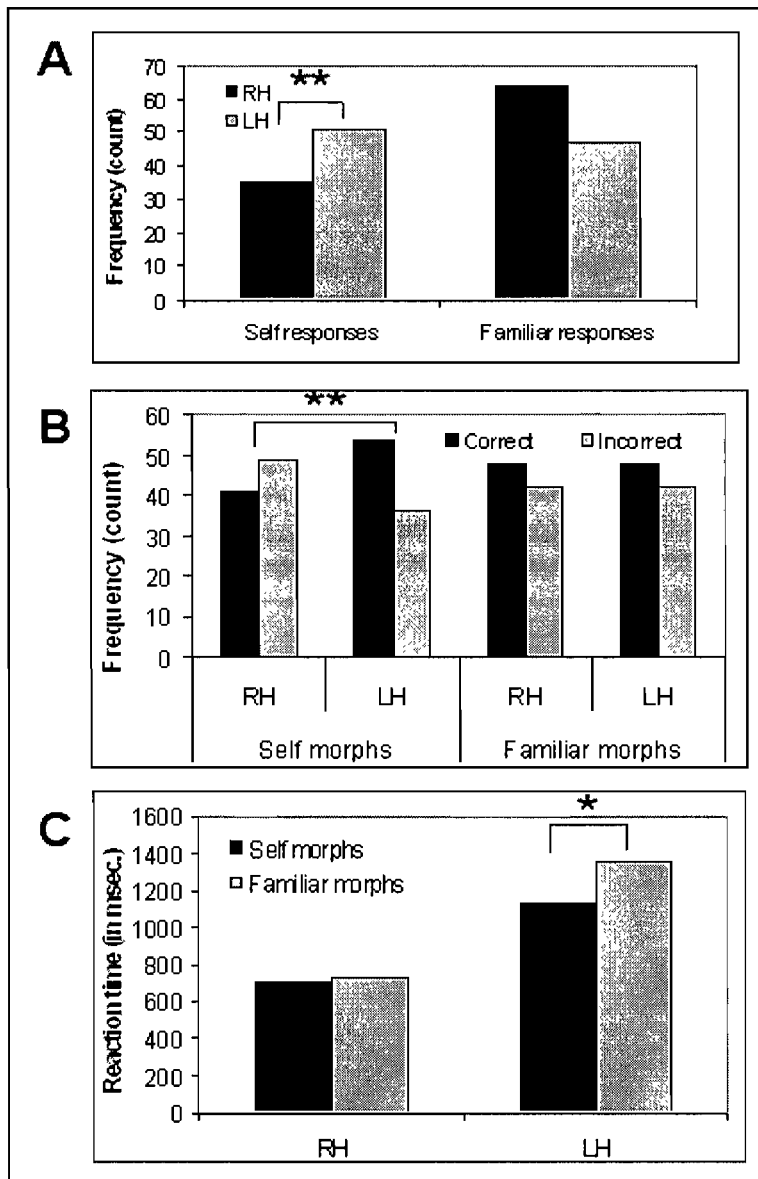 A
70
60
50
40
30
20
10
0
Frequency (count)
RH
LH
**
Self responses
Familiar responses
B
60
50
40
30
20
10
0
Frequency (count)
**
Correct
Incorrect
RH
LH
RH
LH
Self morphs
Familiar morphs
C
1600
1400
1200
1000
800
600
400
200
0
Reaction time (in msec.)
Self morphs
Familiar morphs
*
RH
LH